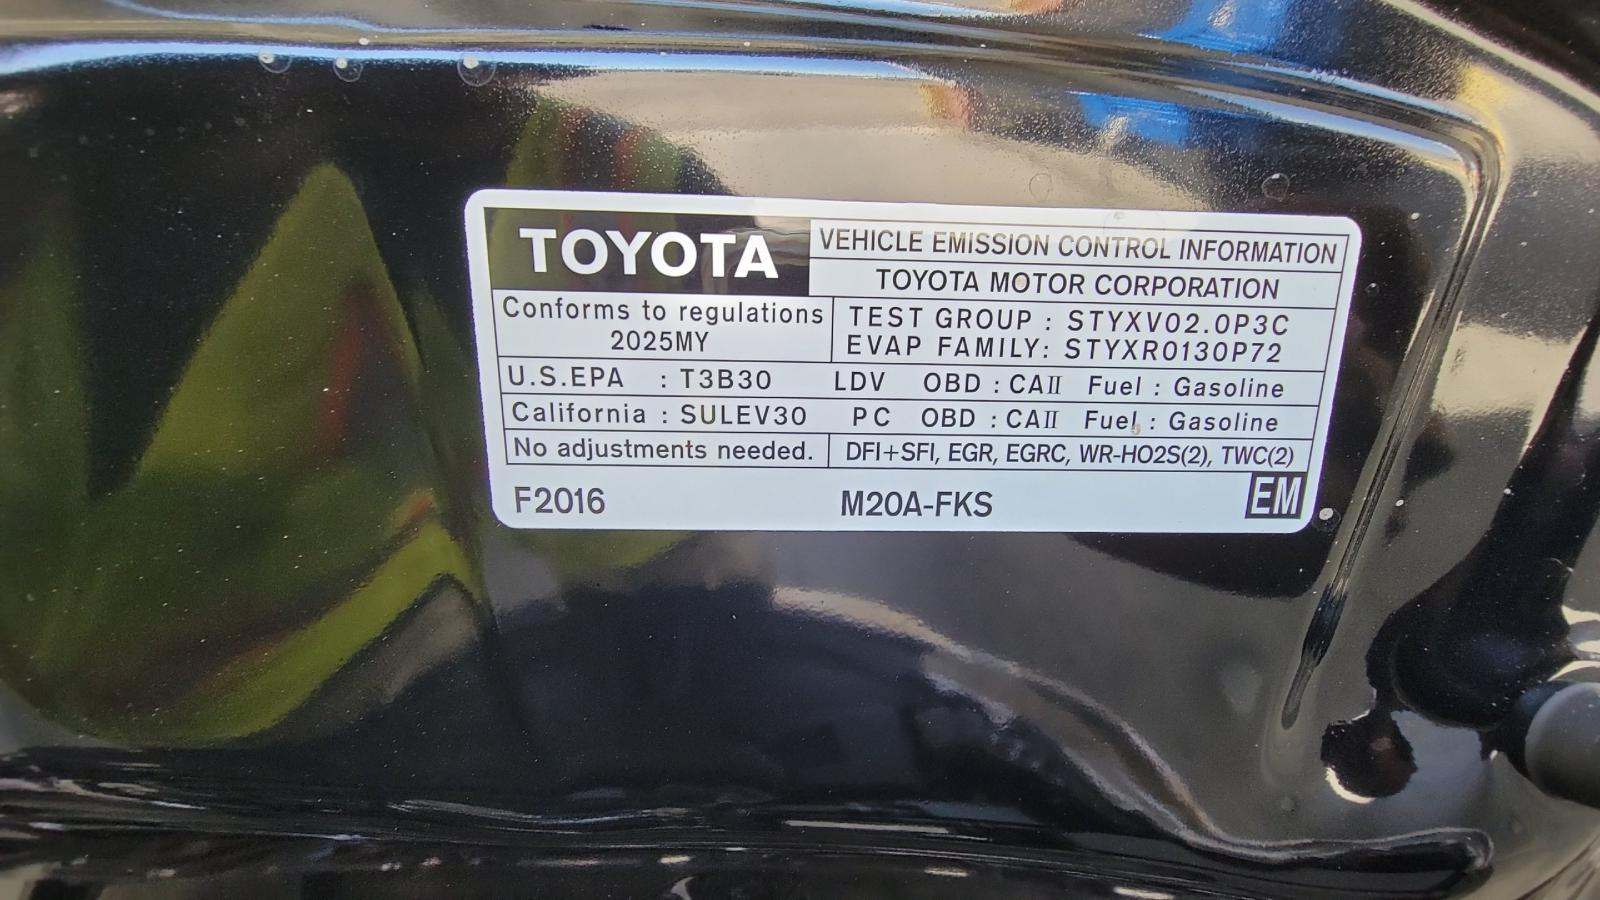 TOYOTA
VEHICLE EMISSION CONTROL INFORMATION
TOYOTA MOTOR CORPORATION
Conforms to regulations
2025MY
TEST GROUP : STYXV02.0P3C
EVAP FAMILY: STYXR0130P72
U.S.EPA : T3B30 LDV OBD : CAII Fuel : Gasoline
California : SULEV30 PC OBD : CAII Fuel : Gasoline
No adjustments needed. DFI+SFI, EGR, EGRC, WR-HO2S(2), TWC(2)
F2016 M20A-FKS EM